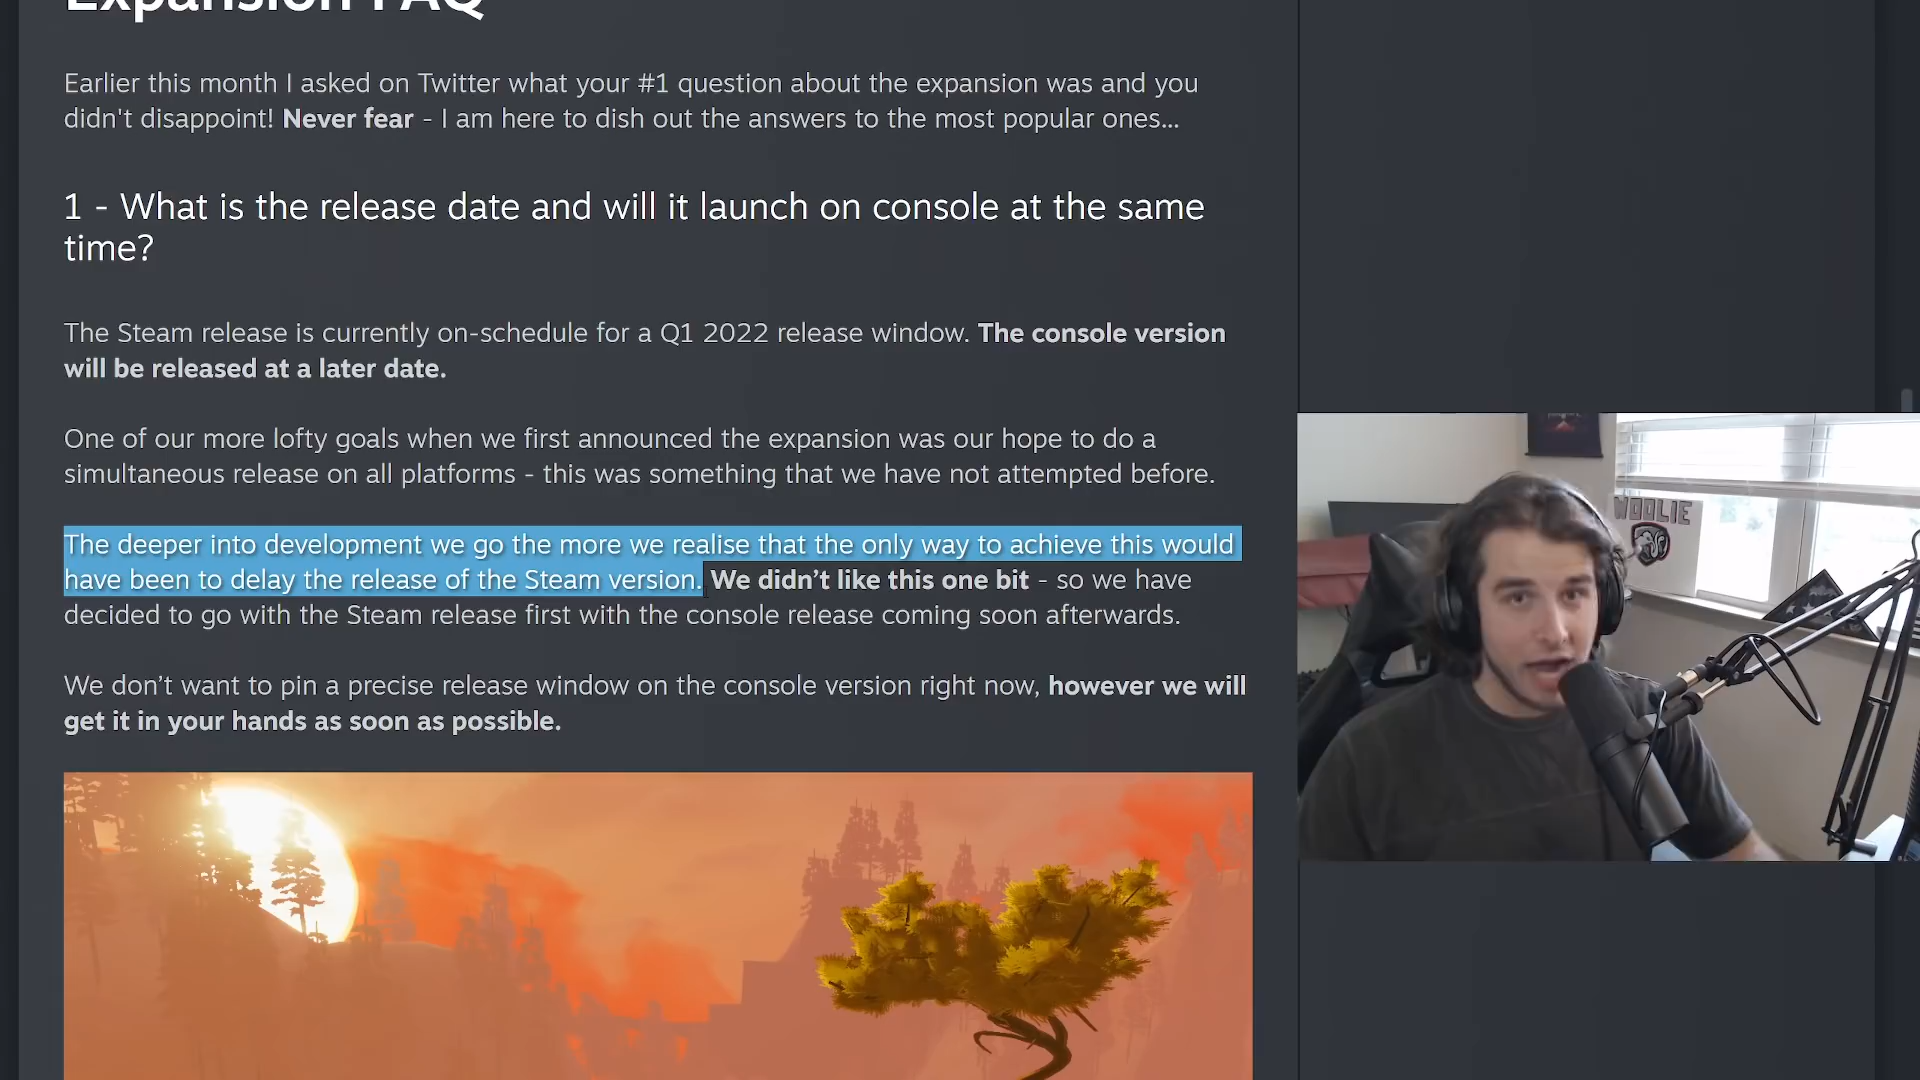 Expansion FAQ
Earlier this month I asked on Twitter what your #1 question about the expansion was and you
didn't disappoint! Never fear - I am here to dish out the answers to the most popular ones...
1 - What is the release date and will it launch on console at the same
time?
The Steam release is currently on-schedule for a Q1 2022 release window. The console version
will be released at a later date.
One of our more lofty goals when we first announced the expansion was our hope to do a
simultaneous release on all platforms - this was something that we have not attempted before.
The deeper into development we go the more we realise that the only way to achieve this would
have been to delay the release of the Steam version. We didn’t like this one bit - so we have
decided to go with the Steam release first with the console release coming soon afterwards.
We don’t want to pin a precise release window on the console version right now, however we will
get it in your hands as soon as possible.
WOOLIE